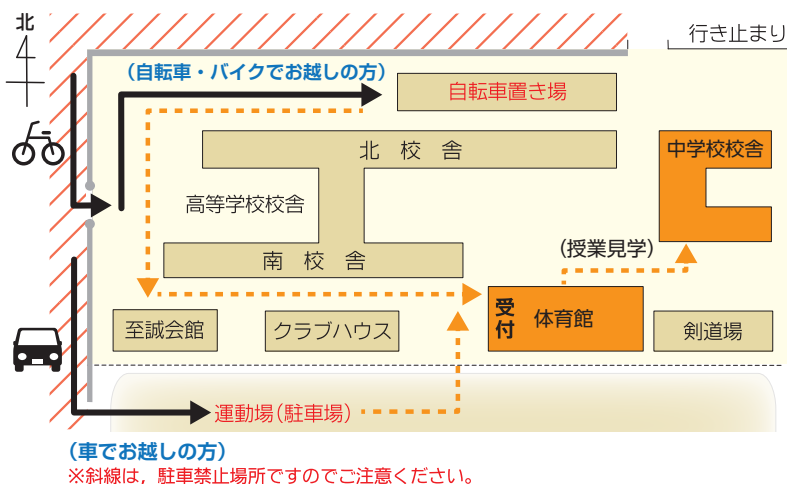 北
行き止まり
（自転車・バイクでお越しの方）
自転車置き場
北校舎
中学校校舎
高等学校校舎
南校舎
（授業見学）
受付
体育館
至誠会館
クラブハウス
剣道場
運動場（駐車場）
（車でお越しの方）
※斜線は，駐車禁止場所ですのでご注意ください。